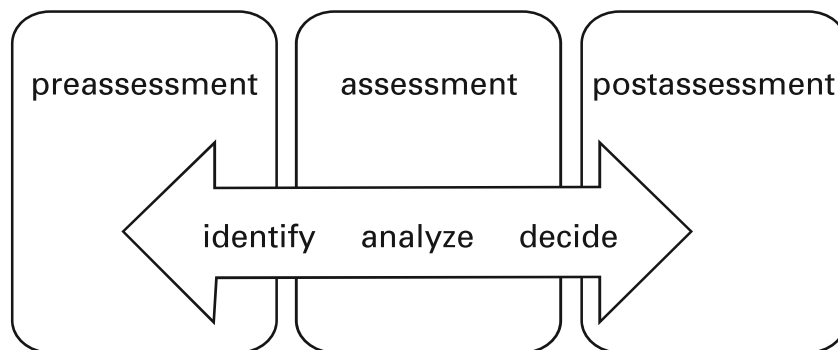 preassessment assessment postassessment
identify analyze decide